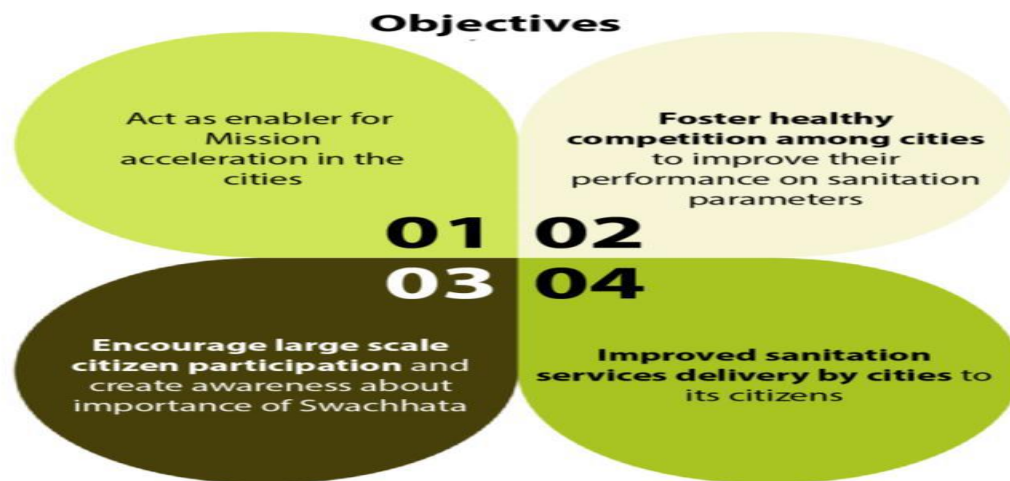 Objectives
Act as enabler for
Mission
acceleration in the
cities
01
Foster healthy
competition among cities
to improve their
performance on sanitation
parameters
02
03
Encourage large scale
citizen participation and
create awareness about
importance of Swachhata
04
Improved sanitation
services delivery by cities to
its citizens